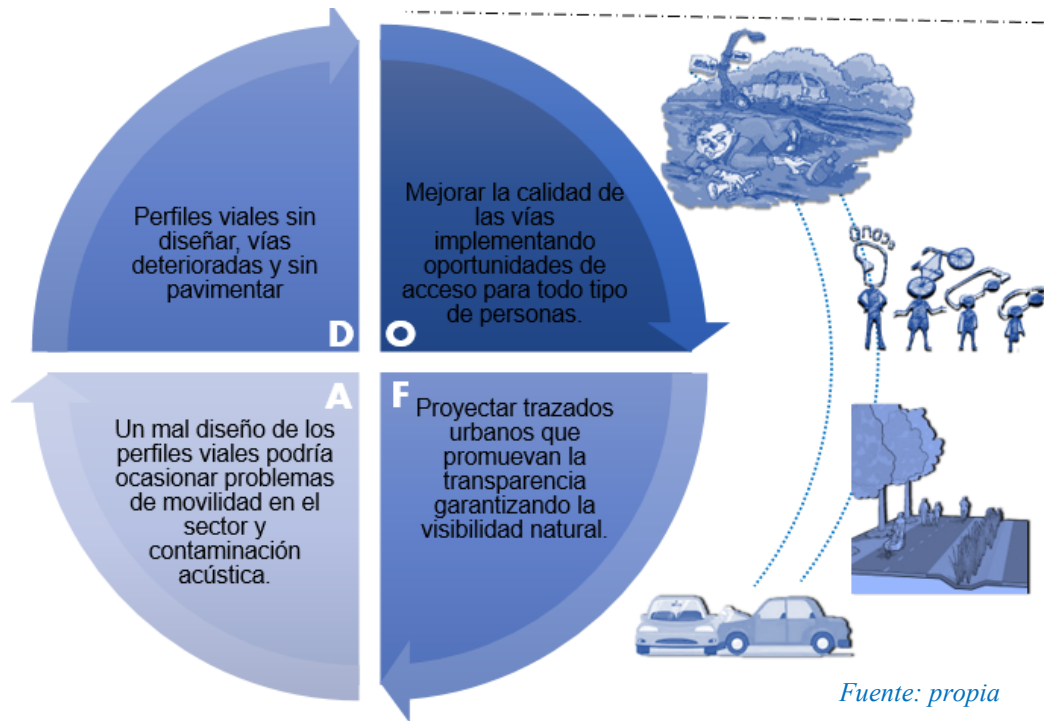 Perfiles viales sin
diseñar, vías
deterioradas y sin
pavimentar
D
Mejorar la calidad de
las vías
implementando
oportunidades de
acceso para todo tipo
de personas.
O
A
Un mal diseño de los
perfiles viales podría
ocasionar problemas
de movilidad en el
sector y
contaminación
acústica.
F
Proyectar trazados
urbanos que
promuevan la
transparencia
garantizando la
visibilidad natural.
Fuente: propia